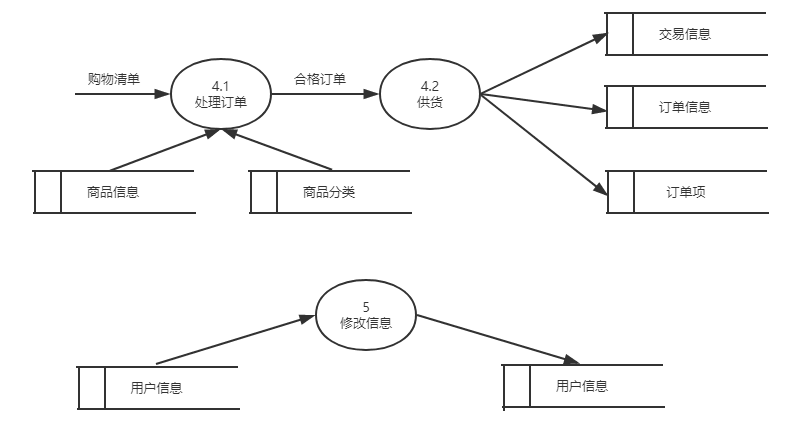 交易信息
购物清单
4.1
处理订单
合格订单
4.2
供货
订单信息
商品信息
商品分类
订单项
5
修改信息
用户信息
用户信息